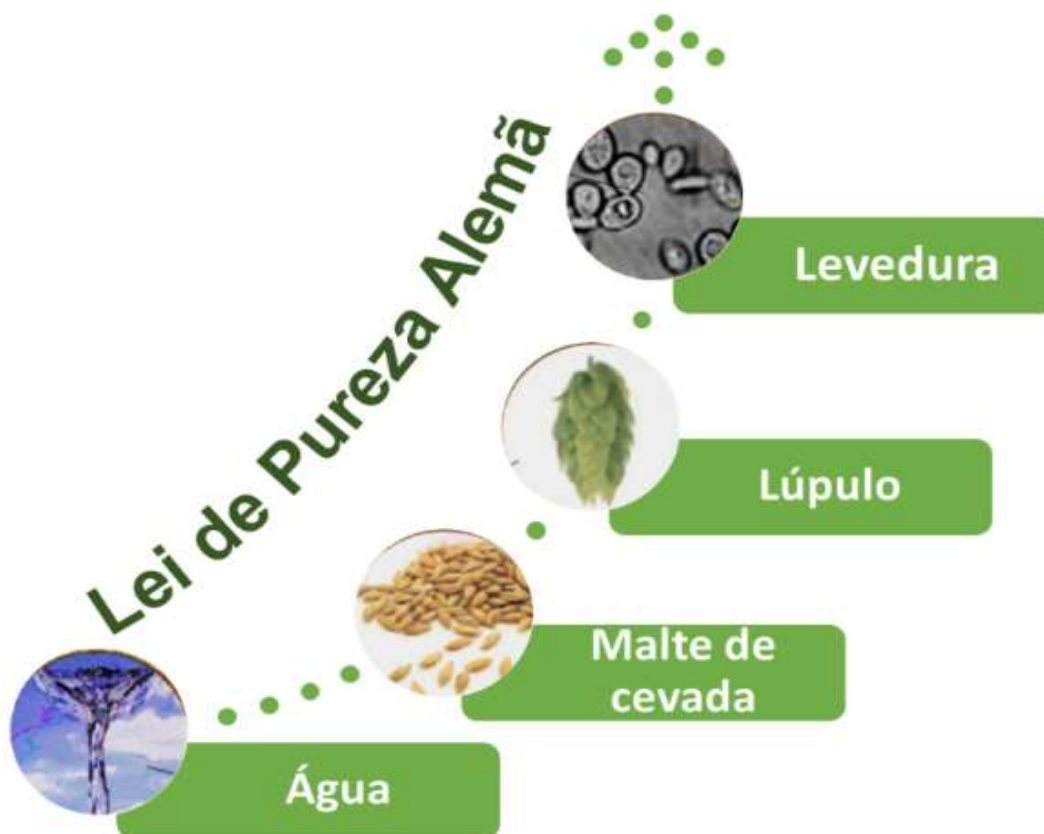 Lei de Pureza Alemã
Levedura
Lúpulo
Malte de
cevada
Água